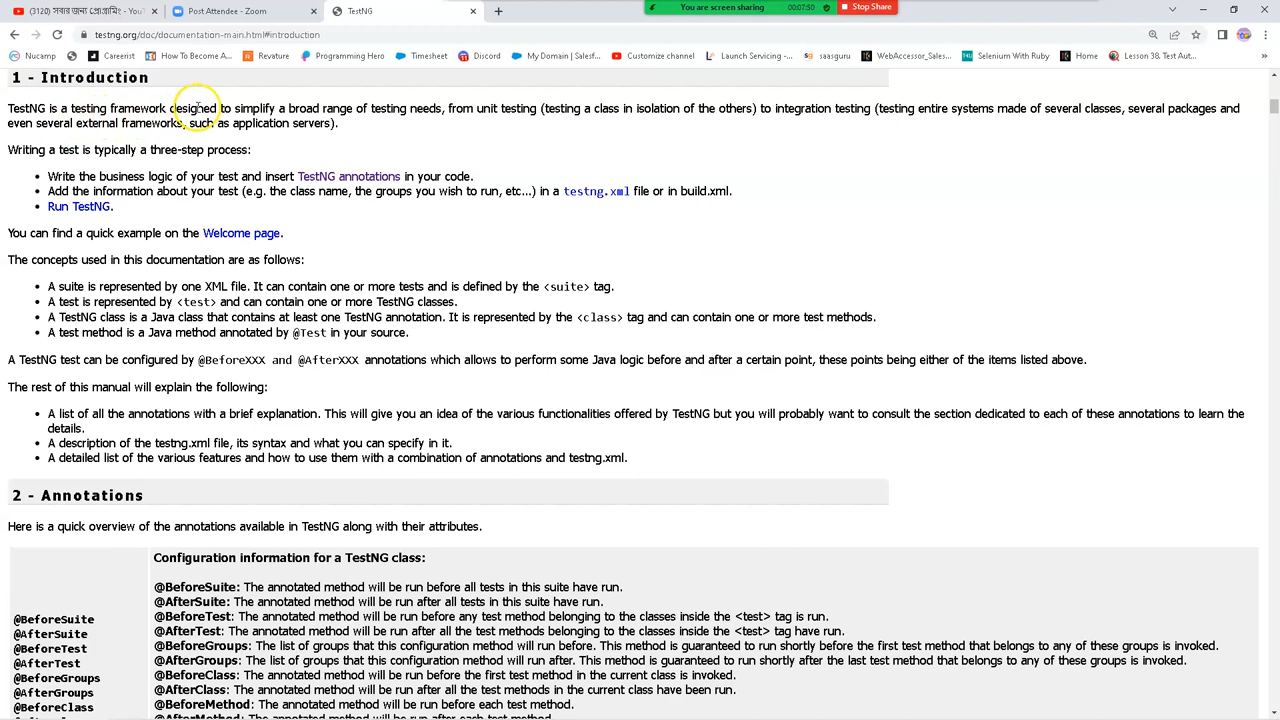 (3120) সবার জন্য প্রোগ্রামিং - YouT
Post Attendee - Zoom
TestNG
You are screen sharing
00:07:50
Stop Share
testng.org/doc/documentation-main.html#introduction
Nucamp
Careerist
How To Become A...
Revature
Programming Hero
Timesheet
My Domain | Salesf...
Customize channel
Launch Servicing -...
saasguru
WebAccessor_Sales...
Selenium With Ruby
Home
Lesson 38. Test Aut...
1 - Introduction
TestNG is a testing framework designed to simplify a broad range of testing needs, from unit testing (testing a class in isolation of the others) to integration testing (testing entire systems made of several classes, several packages and
even several external frameworks, such as application servers).
Writing a test is typically a three-step process:
• Write the business logic of your test and insert TestNG annotations in your code.
• Add the information about your test (e.g. the class name, the groups you wish to run, etc...) in a testng.xml file or in build.xml.
• Run TestNG.
You can find a quick example on the Welcome page.
The concepts used in this documentation are as follows:
• A suite is represented by one XML file. It can contain one or more tests and is defined by the <suite> tag.
• A test is represented by <test> and can contain one or more TestNG classes.
• A TestNG class is a Java class that contains at least one TestNG annotation. It is represented by the <class> tag and can contain one or more test methods.
• A test method is a Java method annotated by @Test in your source.
A TestNG test can be configured by @BeforeXXX and @AfterXXX annotations which allows to perform some Java logic before and after a certain point, these points being either of the items listed above.
The rest of this manual will explain the following:
• A list of all the annotations with a brief explanation. This will give you an idea of the various functionalities offered by TestNG but you will probably want to consult the section dedicated to each of these annotations to learn the
details.
• A description of the testng.xml file, its syntax and what you can specify in it.
• A detailed list of the various features and how to use them with a combination of annotations and testng.xml.
2 - Annotations
Here is a quick overview of the annotations available in TestNG along with their attributes.
Configuration information for a TestNG class:
@BeforeSuite: The annotated method will be run before all tests in this suite have run.
@AfterSuite: The annotated method will be run after all tests in this suite have run.
@BeforeTest: The annotated method will be run before any test method belonging to the classes inside the <test> tag is run.
@AfterTest: The annotated method will be run after all the test methods belonging to the classes inside the <test> tag have run.
@BeforeGroups: The list of groups that this configuration method will run before. This method is guaranteed to run shortly before the first test method that belongs to any of these groups is invoked.
@AfterGroups: The list of groups that this configuration method will run after. This method is guaranteed to run shortly after the last test method that belongs to any of these groups is invoked.
@BeforeClass: The annotated method will be run before the first test method in the current class is invoked.
@AfterClass: The annotated method will be run after all the test methods in the current class have been run.
@BeforeMethod: The annotated method will be run before each test method.
@AfterMethod: The annotated method will be run after each test method.
@BeforeSuite
@AfterSuite
@BeforeTest
@AfterTest
@BeforeGroups
@AfterGroups
@BeforeClass